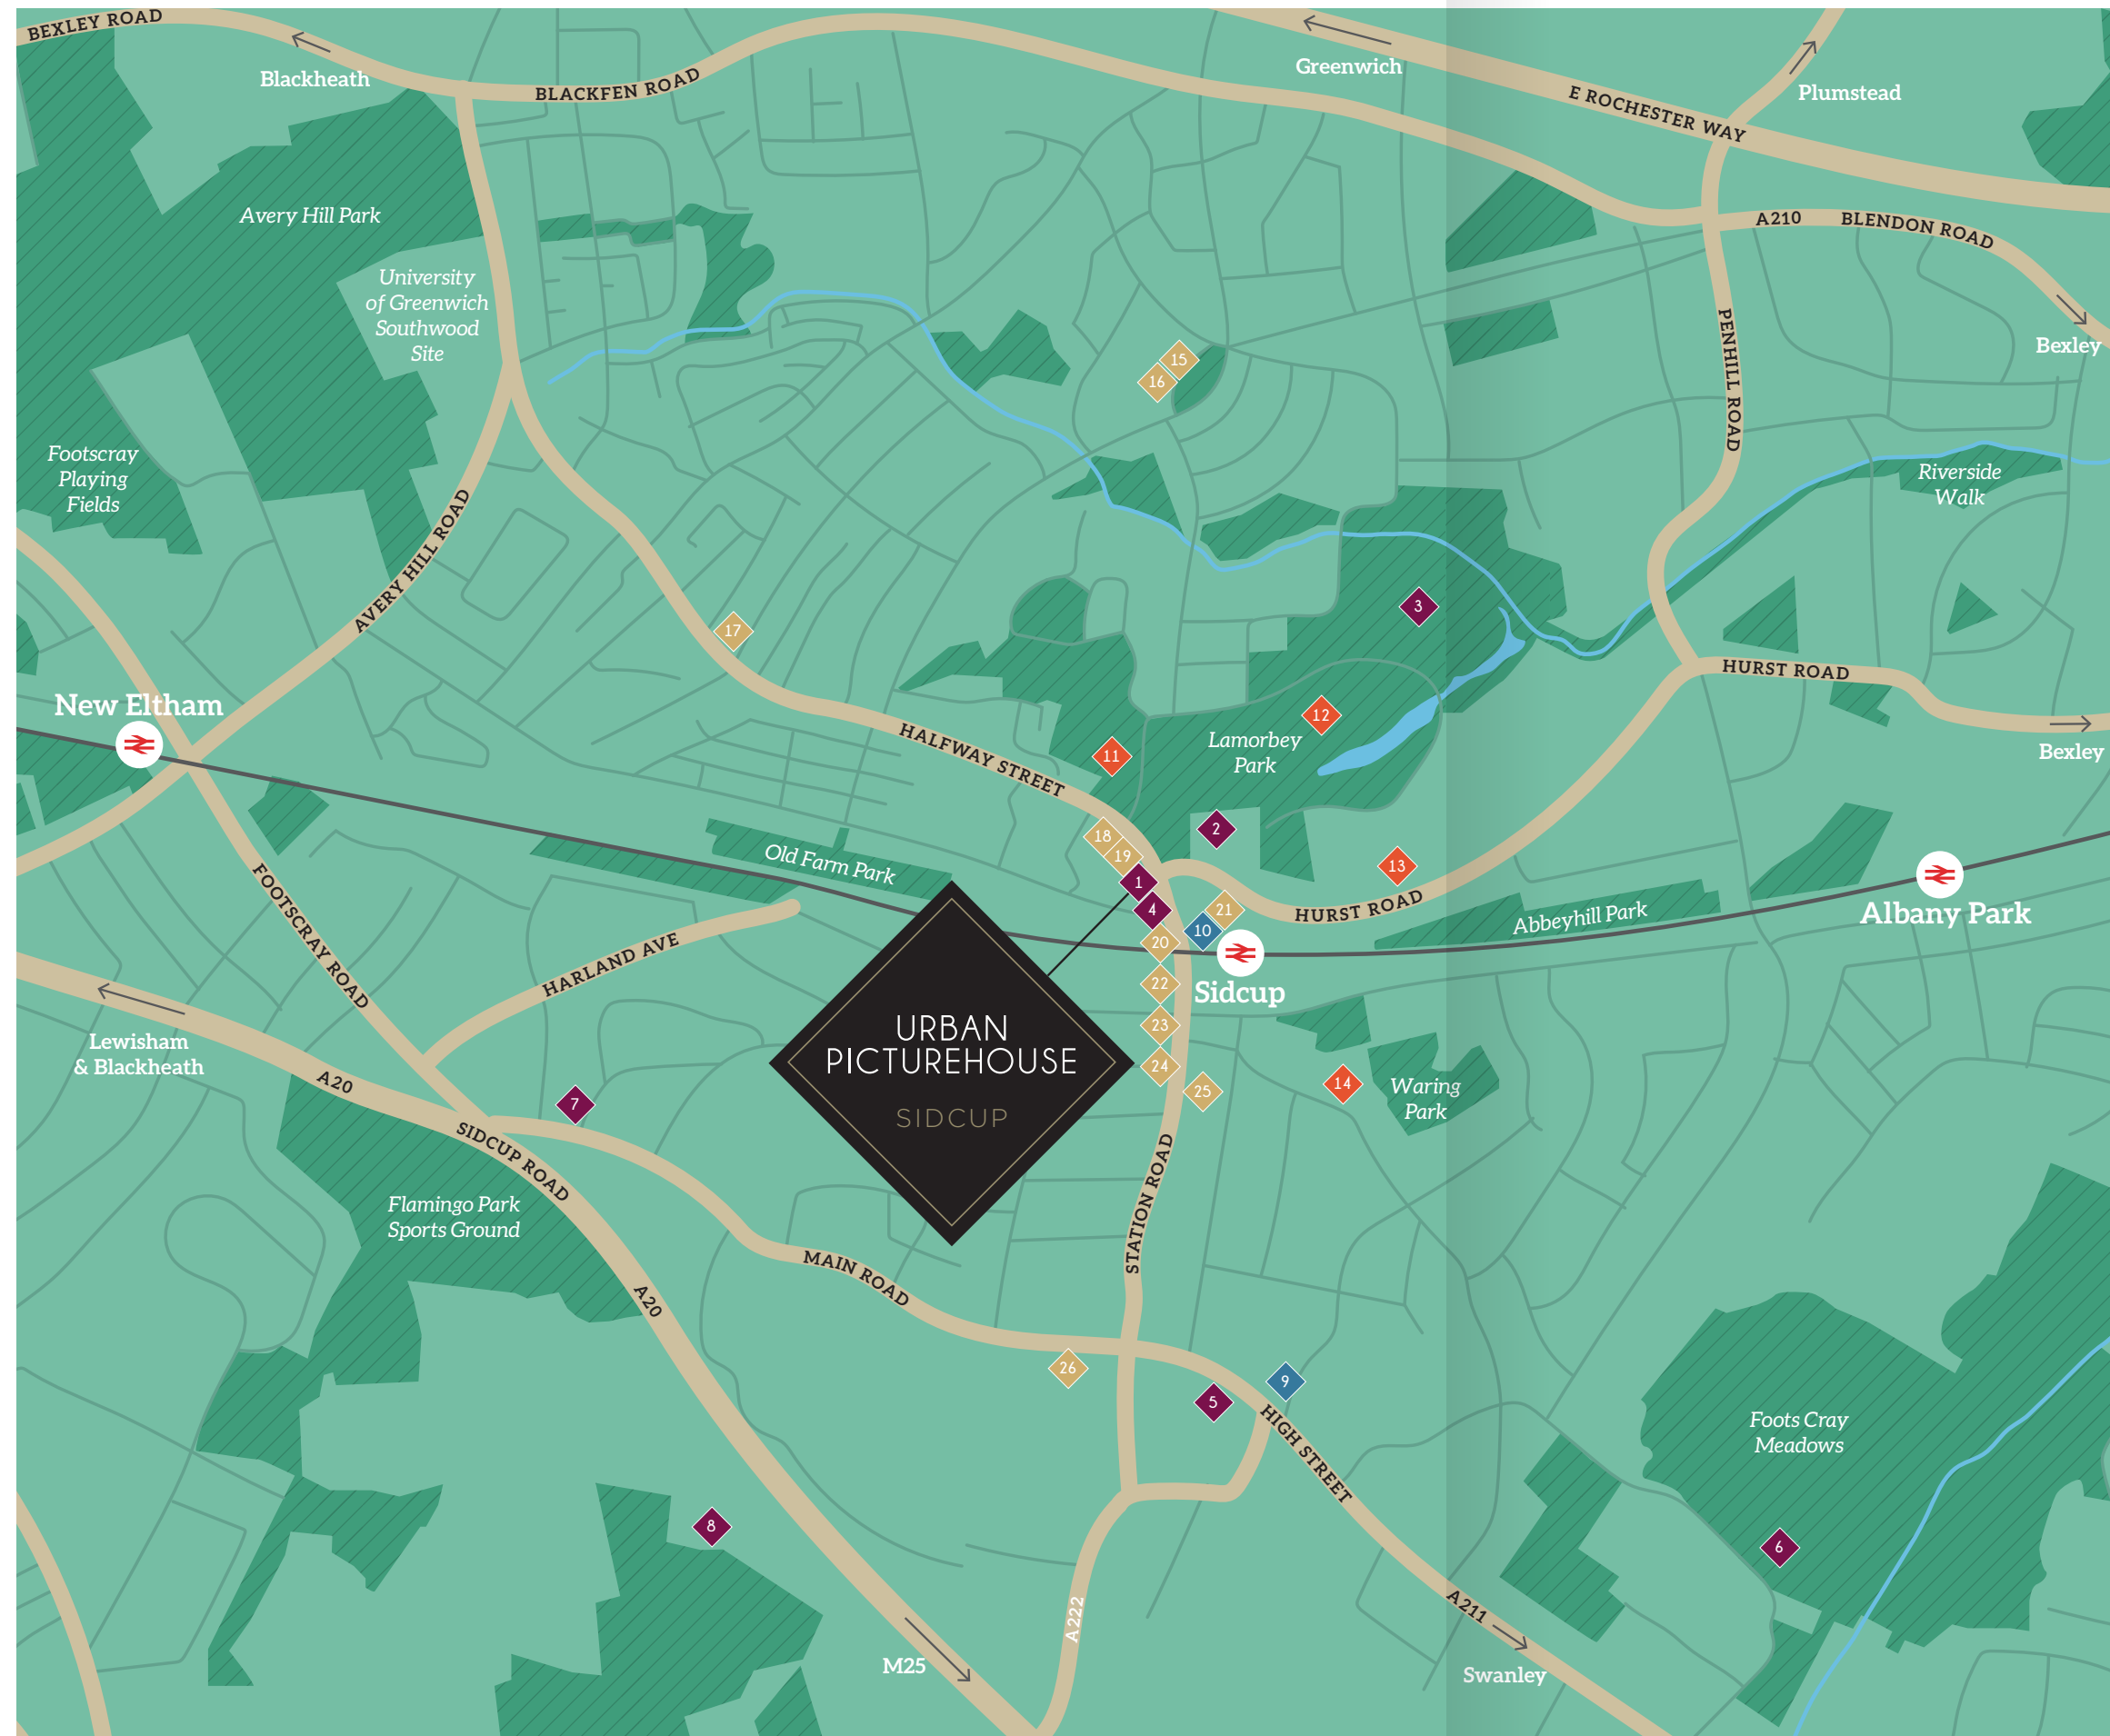 BEXLEY ROAD
Blackheath
BLACKFEN ROAD
Greenwich
E ROCHESTER WAY
Plumstead
Avery Hill Park
A210
BLENDON ROAD
University
of Greenwich
Southwood
Site
Bexley
PENHILL ROAD
15
16
Footscray
Playing
Fields
Riverside
Walk
AVERY HILL ROAD
3
17
HURST ROAD
New Eltham
12
Lamorbey
Park
11
HALFWAY STREET
Bexley
18
2
19
Old Farm Park
13
1
4
21
HURST ROAD
Abbeyhill Park
Albany Park
10
20
FOOTSCRAY ROAD
HARLAND AVE
22
Sidcup
23
URBAN
PICTUREHOUSE
SIDCUP
Lewisham
& Blackheath
A20
24
25
14
Waring
Park
7
SIDCUP ROAD
Flamingo Park
Sports Ground
STATION ROAD
MAIN ROAD
A20
26
9
5
HIGH STREET
Foots Cray
Meadows
8
6
A222
A211
M25
Swanley